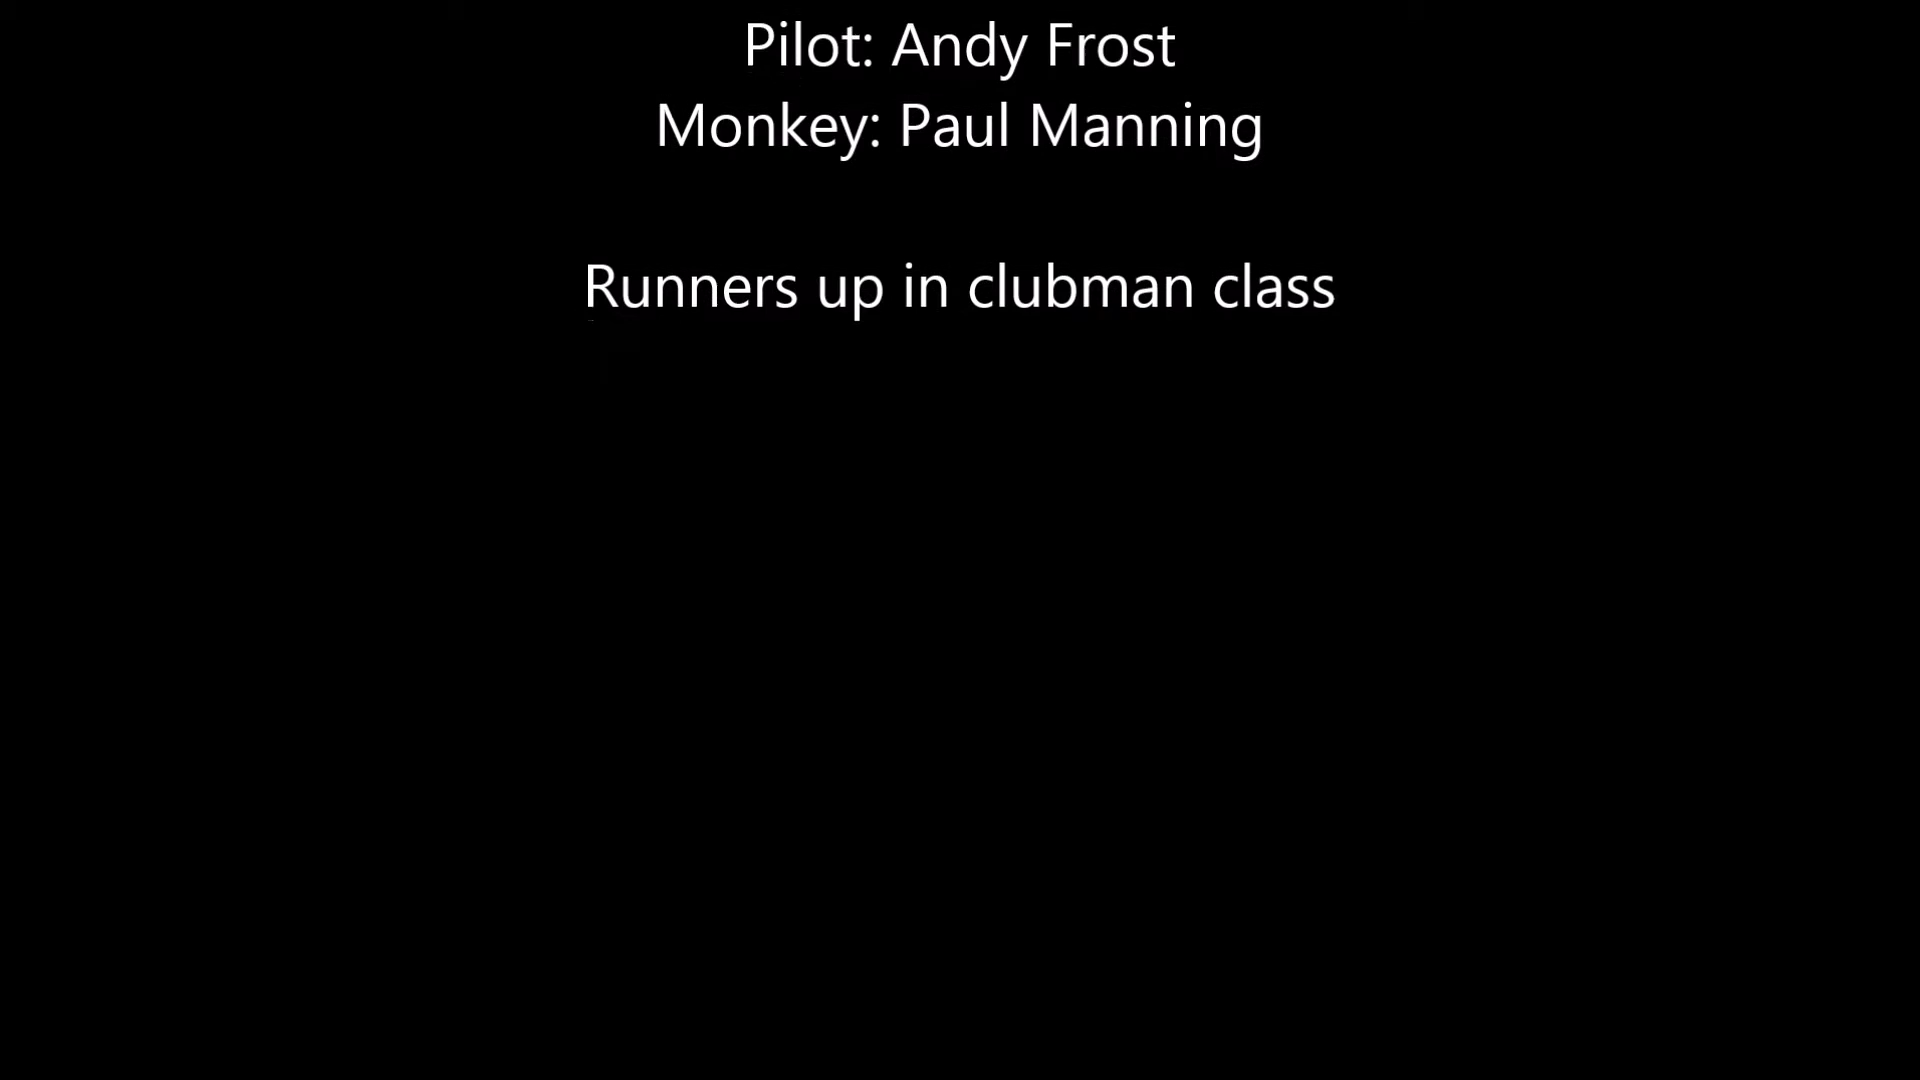 Pilot: Andy Frost
Monkey: Paul Manning
Runners up in clubman class